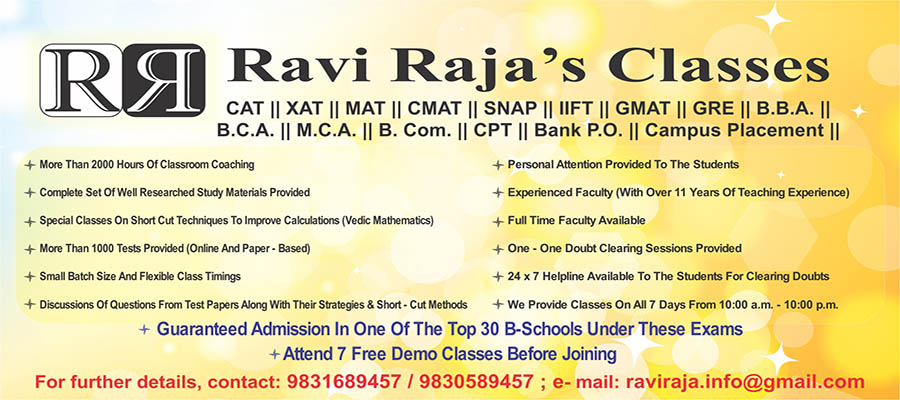 RR
Ravi Raja's Classes
CAT || XAT || MAT || CMAT || SNAP || IIFT || GMAT || GRE || B.B.A. ||
B.C.A. || M.C.A. || B. Com. || CPT || Bank P.O. || Campus Placement ||
More Than 2000 Hours Of Classroom Coaching
Complete Set Of Well Researched Study Materials Provided
Special Classes On Short Cut Techniques To Improve Calculations (Vedic Mathematics)
More Than 1000 Tests Provided (Online And Paper - Based)
Small Batch Size And Flexible Class Timings
Discussions Of Questions From Test Papers Along With Their Strategies & Short - Cut Methods
Personal Attention Provided To The Students
Experienced Faculty (With Over 11 Years Of Teaching Experience)
Full Time Faculty Available
One - One Doubt Clearing Sessions Provided
24 x 7 Helpline Available To The Students For Clearing Doubts
We Provide Classes On All 7 Days From 10:00 a.m. - 10:00 p.m.
Guaranteed Admission In One Of The Top 30 B-Schools Under These Exams
Attend 7 Free Demo Classes Before Joining
For further details, contact: 9831689457 / 9830589457 ; e- mail: raviraja.info@gmail.com